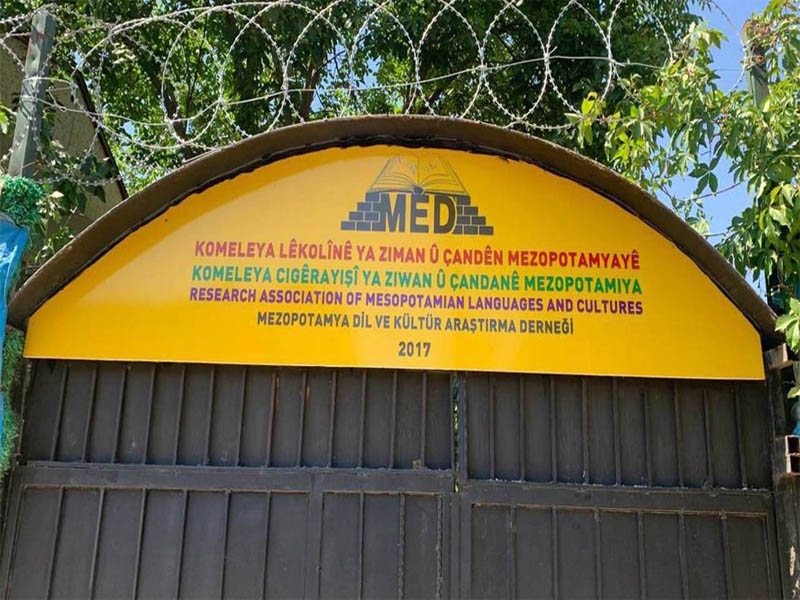 MED
KOMELEYA LÊKOLÎNÊ YA ZIMAN Û ÇANDÊN MEZOPOTAMYAYÊ
KOMELEYA CIGÊRAYIŞÎ YA ZIWAN Û ÇANDANÊ MEZOPOTAMIYA
RESEARCH ASSOCIATION OF MESOPOTAMIAN LANGUAGES AND CULTURES
MEZOPOTAMYA DİL VE KÜLTÜR ARAŞTIRMA DERNEĞİ
2017